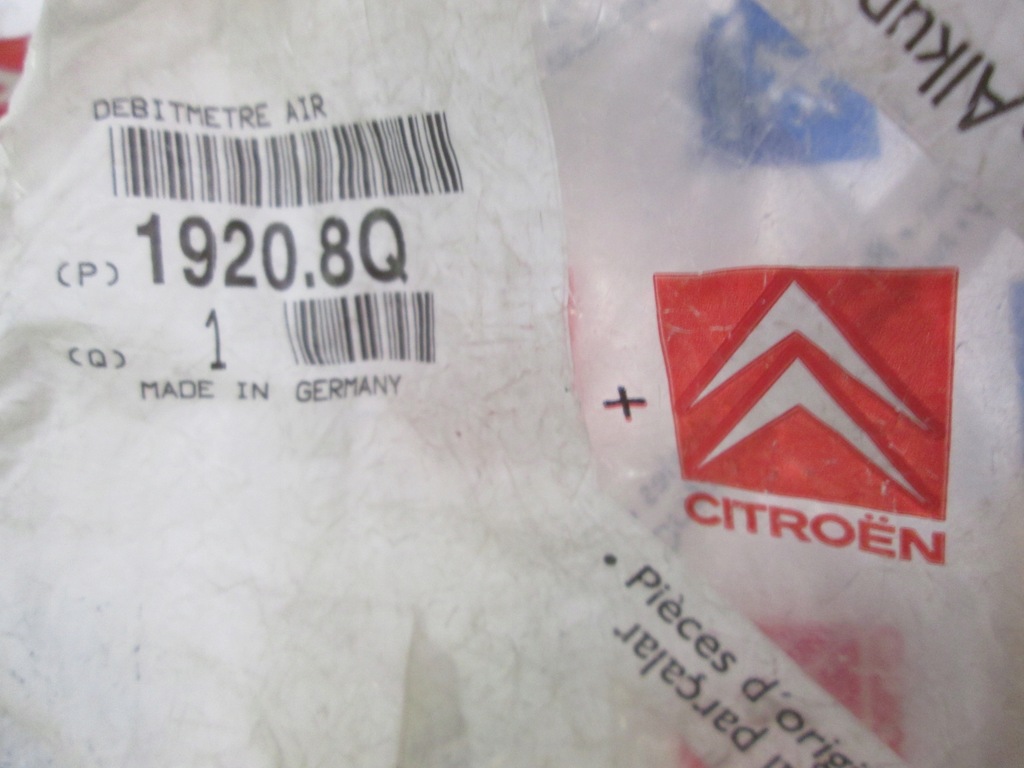 DEBITMETRE AIR
(P) 1920.8Q
(Q) 1
MADE IN GERMANY
+
CITROËN
• Pièces d'origi
parçalar